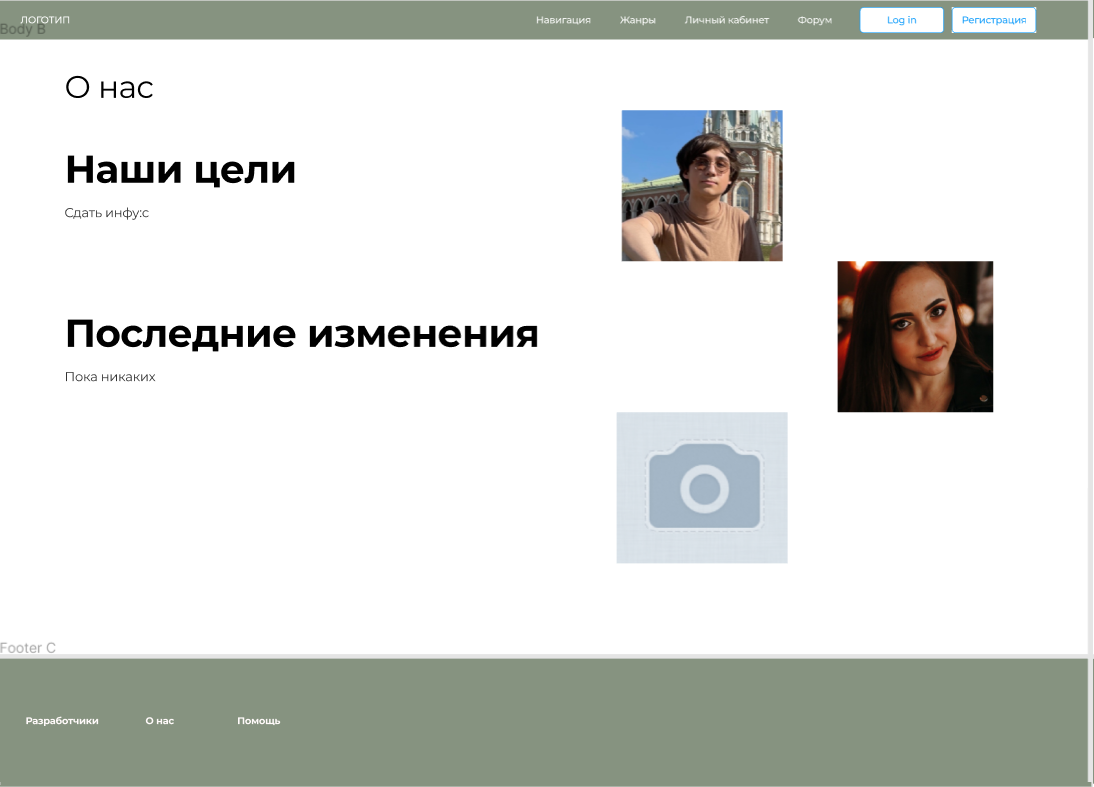 ЛОГОТИП
Навигация
Жанры
Личный кабинет
Форум
Log in
Регистрация
Body B
О нас
Наши цели
Сдать инфу:с
Последние изменения
Пока никаких
Footer C
Разработчики
О нас
Помощь